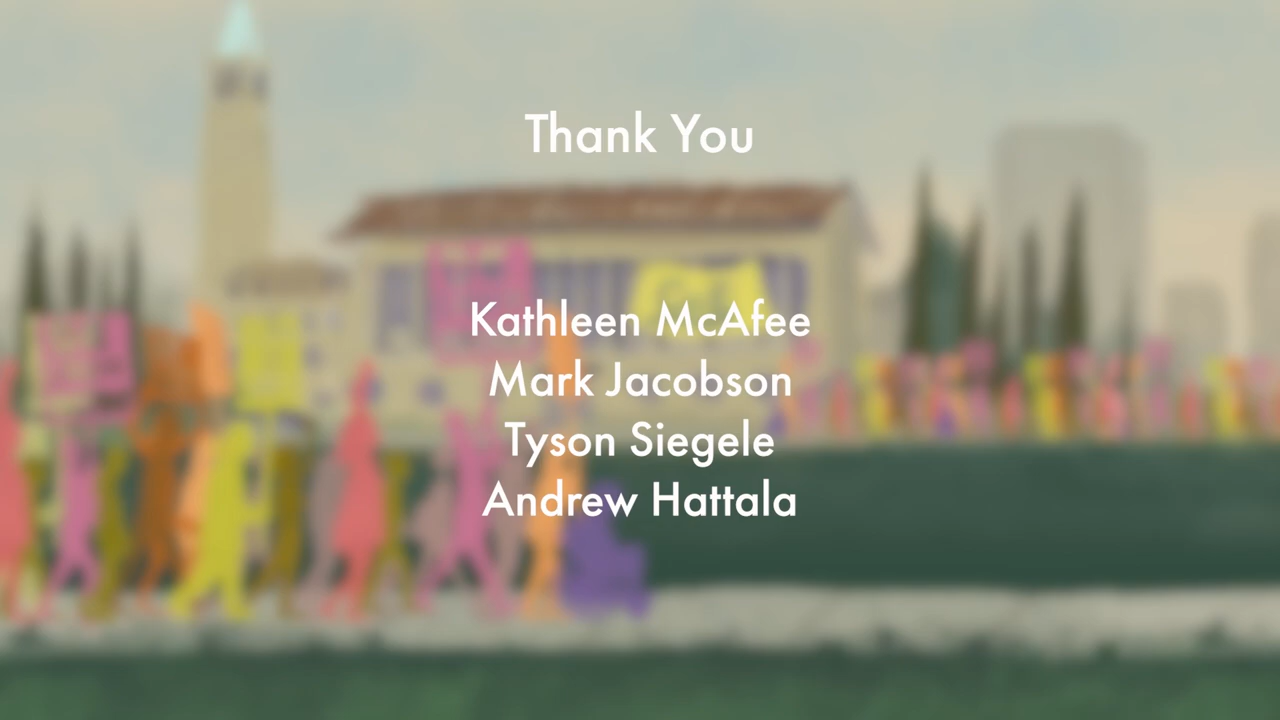 Thank You
Kathleen McAfee
Mark Jacobson
Tyson Siegele
Andrew Hattala